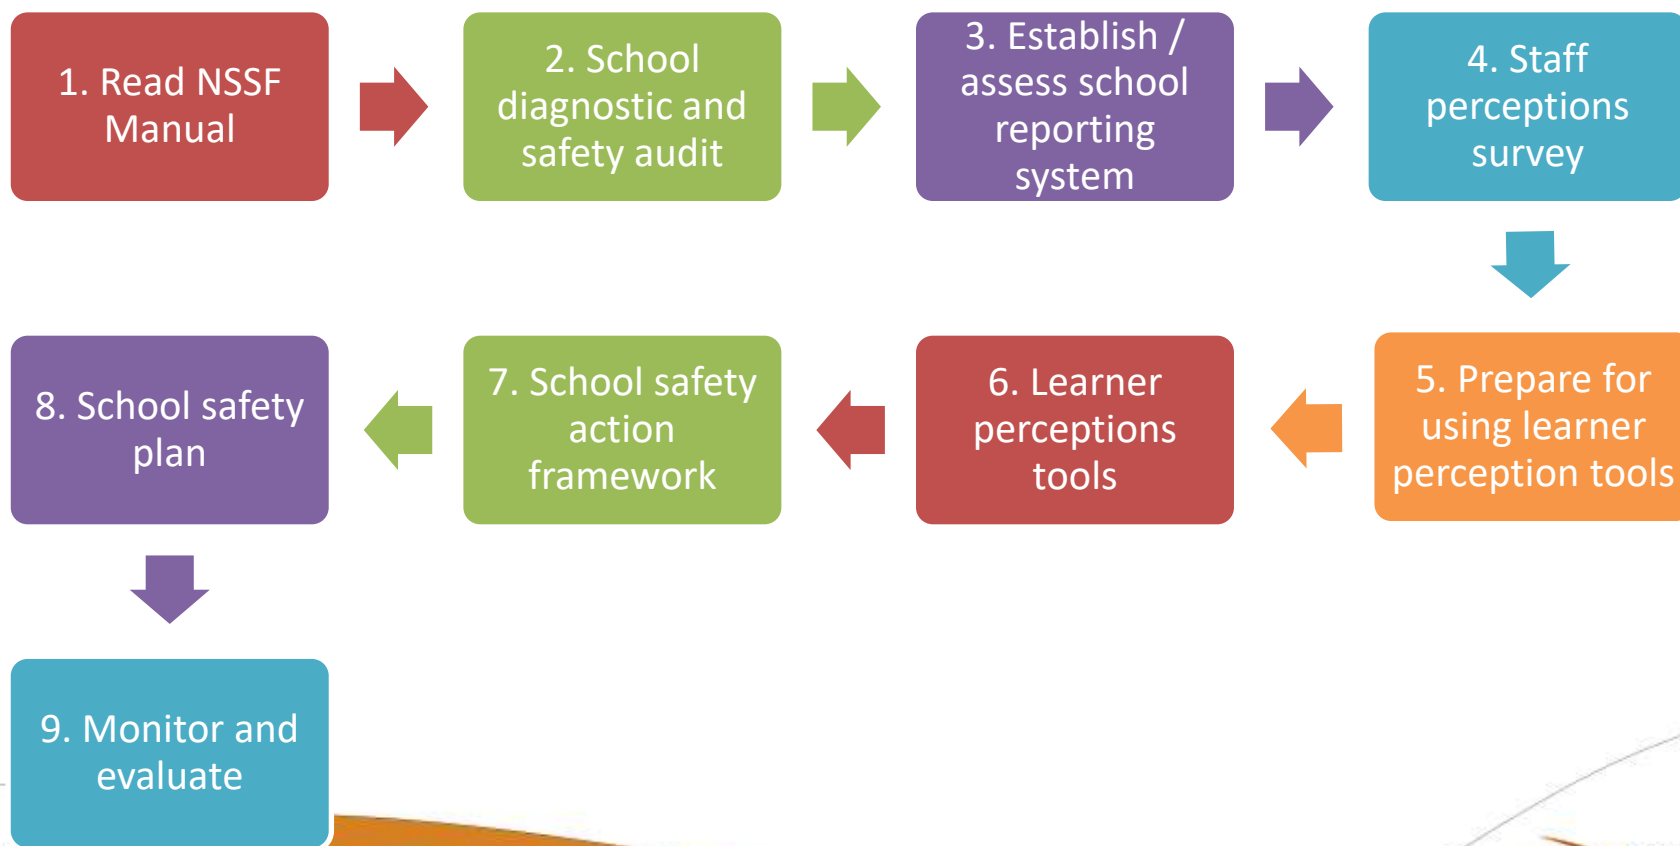 1. Read NSSF
Manual
2. School
diagnostic and
safety audit
3. Establish /
assess school
reporting
system
4. Staff
perceptions
survey
5. Prepare for
using learner
perception tools
6. Learner
perceptions
tools
7. School safety
action
framework
8. School safety
plan
9. Monitor and
evaluate